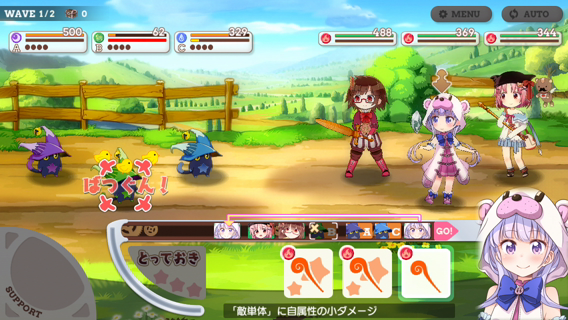 WAVE 1/2
0
MENU
AUTO
500
A
62
B
329
C
488
369
344
ばつぐん!
A
C
GO!
とっておき
SUPPORT
「敵単体」に自属性の小ダメージ